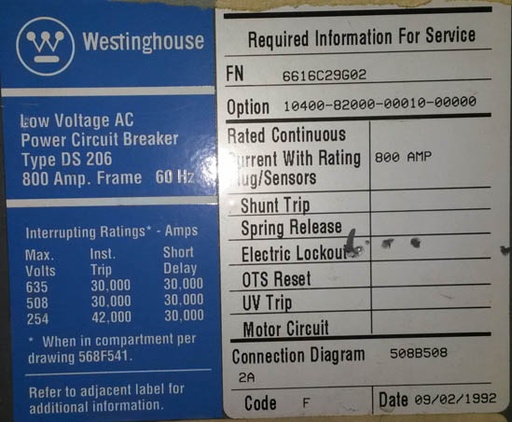 Westinghouse
Low Voltage AC
Power Circuit Breaker
Type DS 206
800 Amp. Frame 60 Hz
Interrupting Ratings* - Amps
Max. Inst. Short
Volts Trip Delay
635 30,000 30,000
508 30,000 30,000
254 42,000 30,000
* When in compartment per
drawing 568F541.
Refer to adjacent label for
additional information.
Required Information For Service
FN 6616C29G02
Option 10400-82000-00010-00000
Rated Continuous
Current With Rating 800 AMP
Plug/Sensors
Shunt Trip
Spring Release
Electric Lockout
OTS Reset
UV Trip
Motor Circuit
Connection Diagram 508B508
2A
Code F Date 09/02/1992